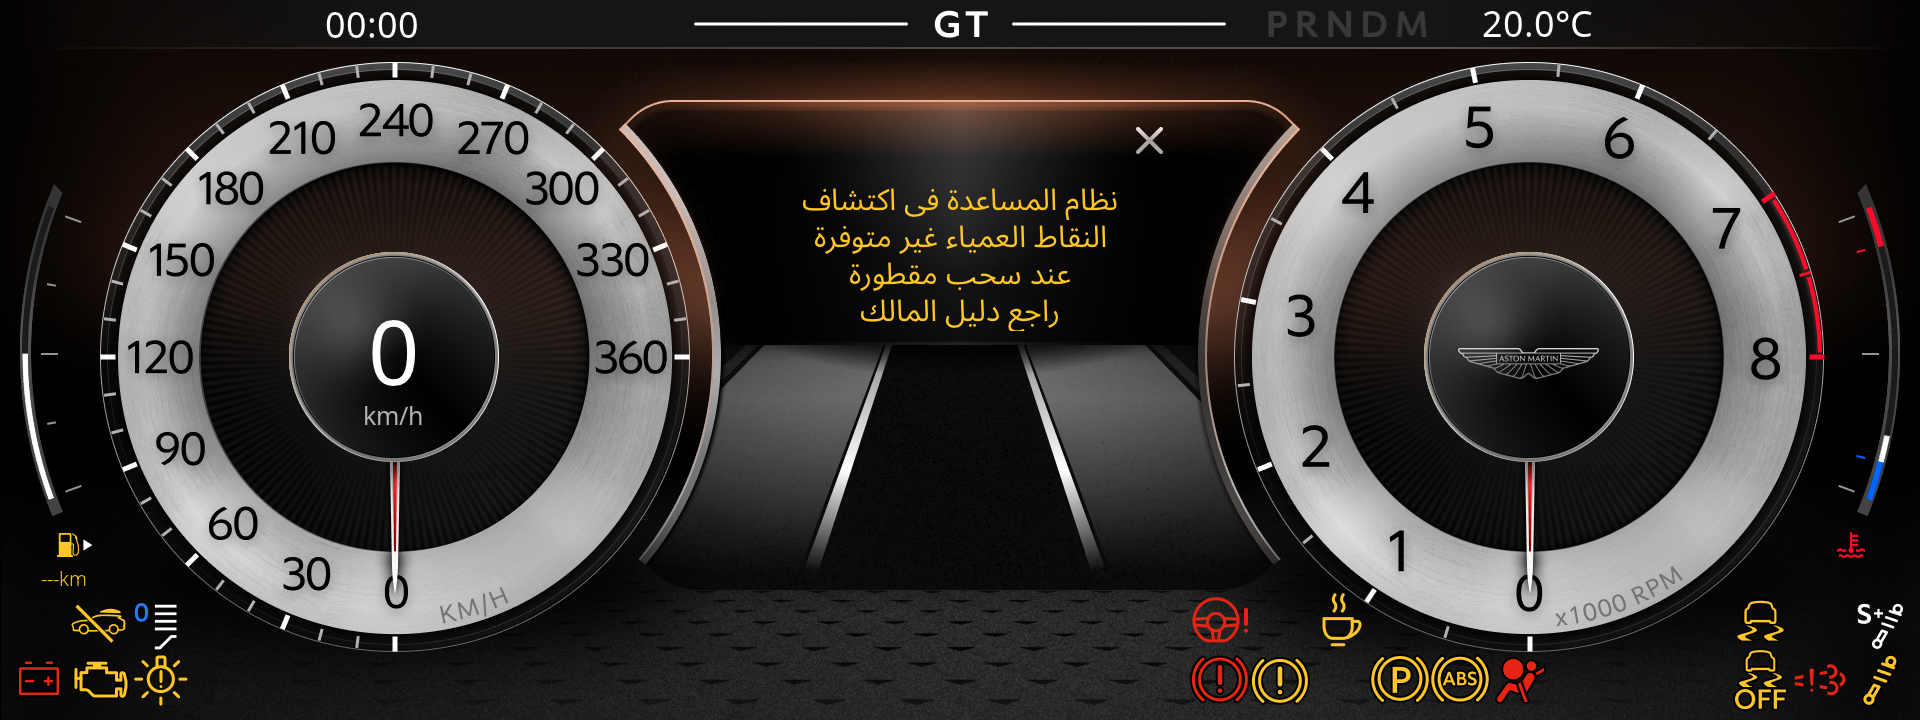 00:00
GT
PRNDM
20.0°C
نظام المساعدة فى اكتشاف
النقاط العمياء غير متوفرة
عند سحب مقطورة
راجع دليل المالك
0
30
60
90
120
150
180
210
240
270
300
330
360
KM/H
0
km/h
0
1
2
3
4
5
6
7
8
x1000 RPM
ASTON MARTIN
---km
0
P
ABS
OFF
S+